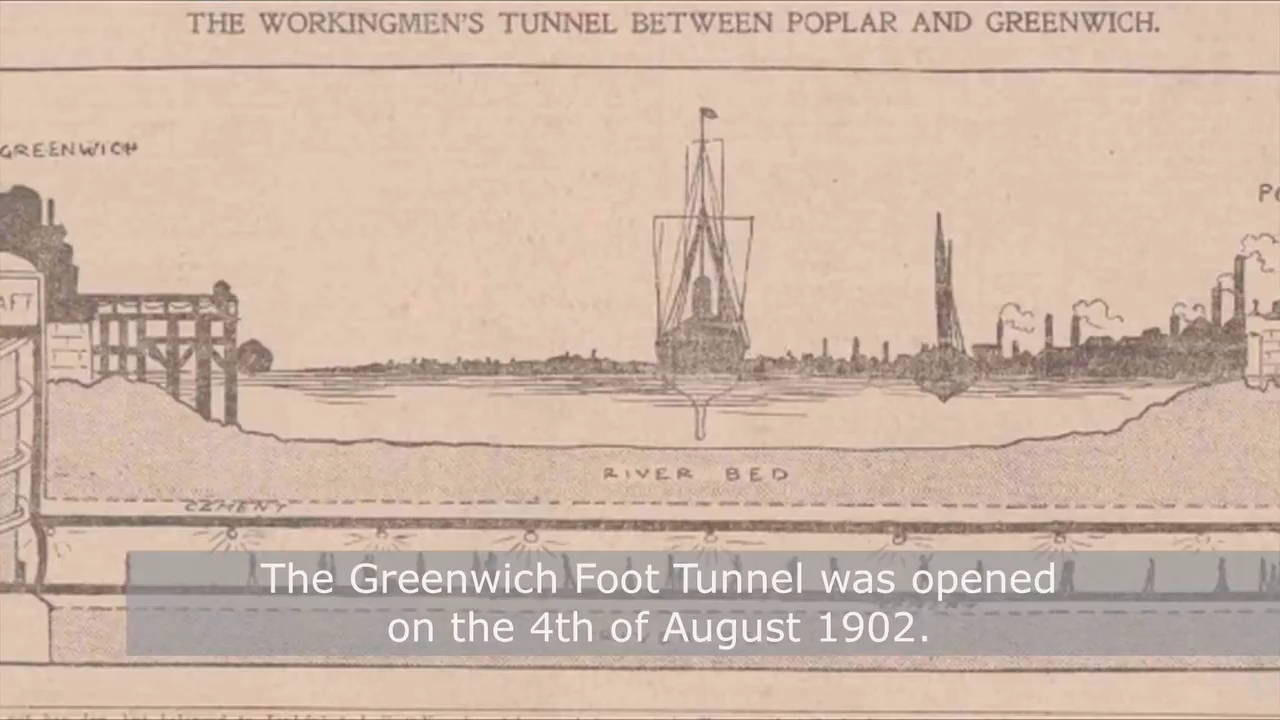 THE WORKINGMEN'S TUNNEL BETWEEN POPLAR AND GREENWICH.
GREENWICH
RIVER BED
CEMENT
The Greenwich Foot Tunnel was opened
on the 4th of August 1902.